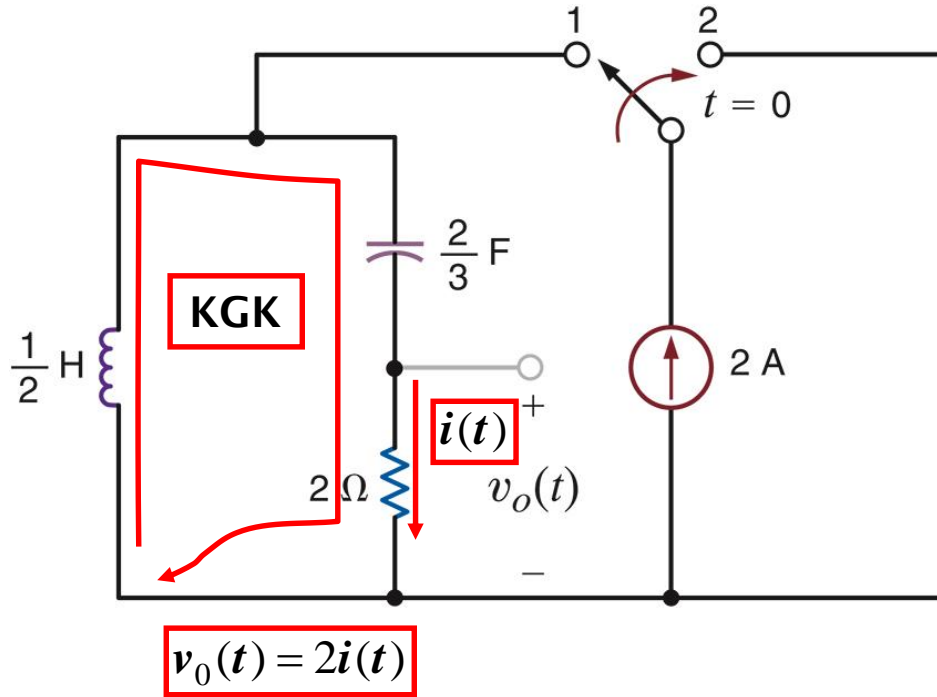 1 2
t = 0
2/3 F
KGK
1/2 H
2 A
+
i(t)
2 Ω
v_o(t)
−
v_0(t) = 2i(t)